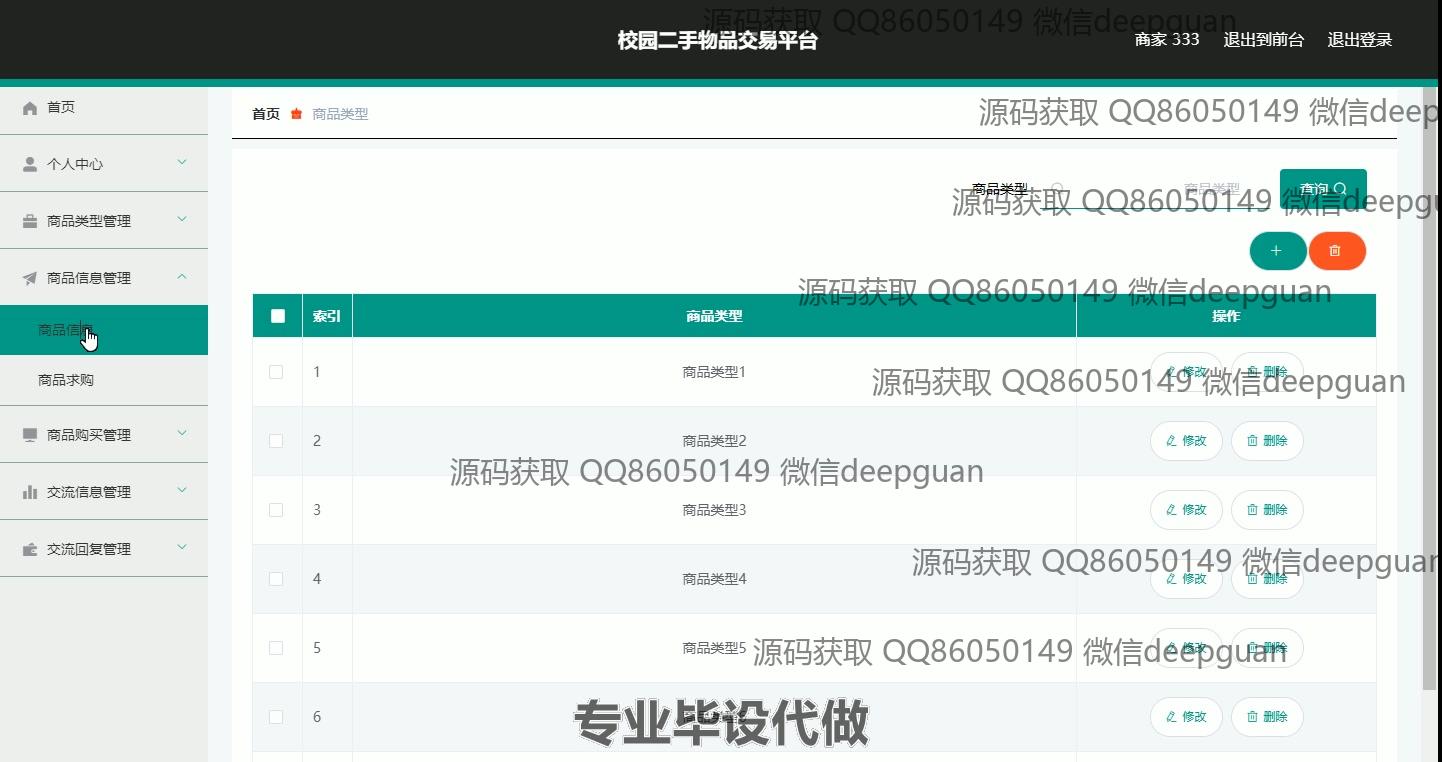 源码获取 QQ86050149 微信deepguan
校园二手物品交易平台
商家 333 退出到前台 退出登录
首页
个人中心
商品类型管理
商品信息管理
商品信息
商品求购
商品购买管理
交流信息管理
交流回复管理
首页 商品类型
源码获取 QQ86050149 微信deep
商品类型 商品类型 查询
源码获取 QQ86050149 微信deepgu
源码获取 QQ86050149 微信deepguan
索引 商品类型 操作
1 商品类型1 修改 删除
源码获取 QQ86050149 微信deepguan
2 商品类型2 修改 删除
源码获取 QQ86050149 微信deepguan
3 商品类型3 修改 删除
源码获取 QQ86050149 微信deepguan
4 商品类型4 修改 删除
5 商品类型5 修改 删除
源码获取 QQ86050149 微信deepguan
6 修改 删除
专业毕设代做